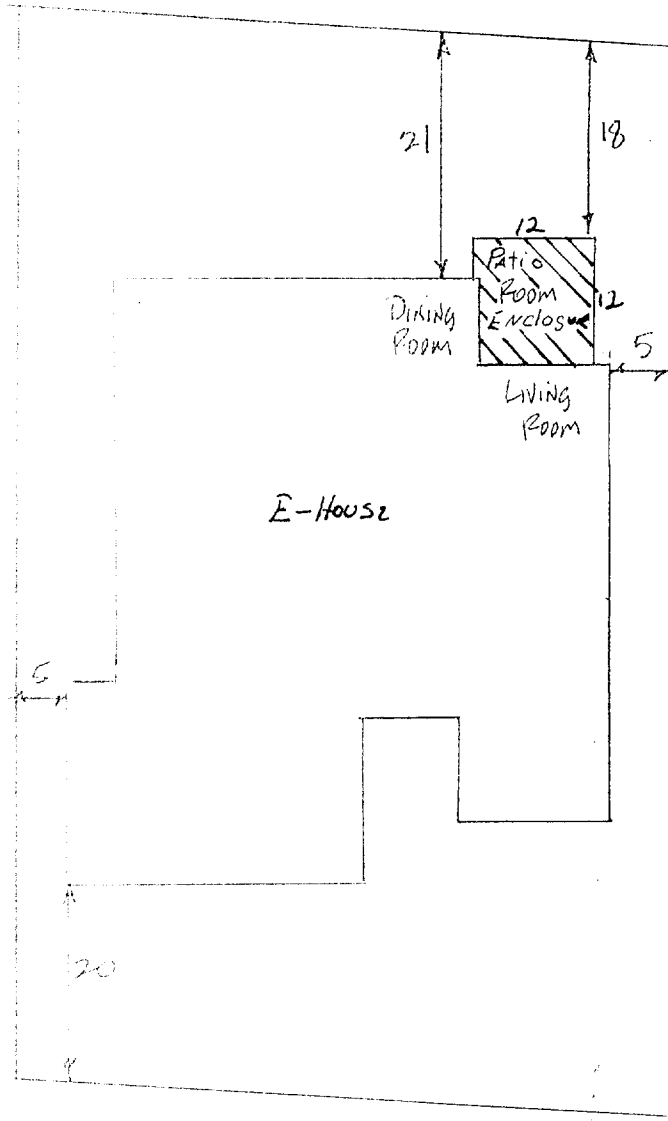 21
18
12
Patio
Room
Enclosure
12
Dining
Room
5
Living
Room
E-House
5
20